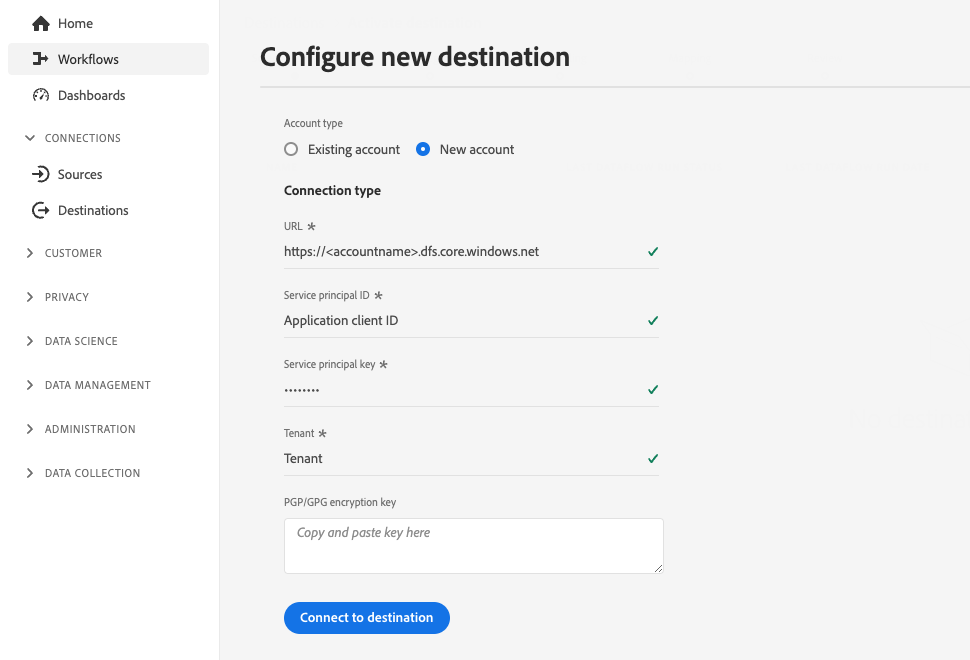 Home
Workflows
Dashboards
CONNECTIONS
Sources
Destinations
CUSTOMER
PRIVACY
DATA SCIENCE
DATA MANAGEMENT
ADMINISTRATION
DATA COLLECTION
Configure new destination
Account type
Existing account New account
Connection type
URL *
https://<accountname>.dfs.core.windows.net
Service principal ID *
Application client ID
Service principal key *
••••••••
Tenant *
Tenant
PGP/GPG encryption key
Copy and paste key here
Connect to destination